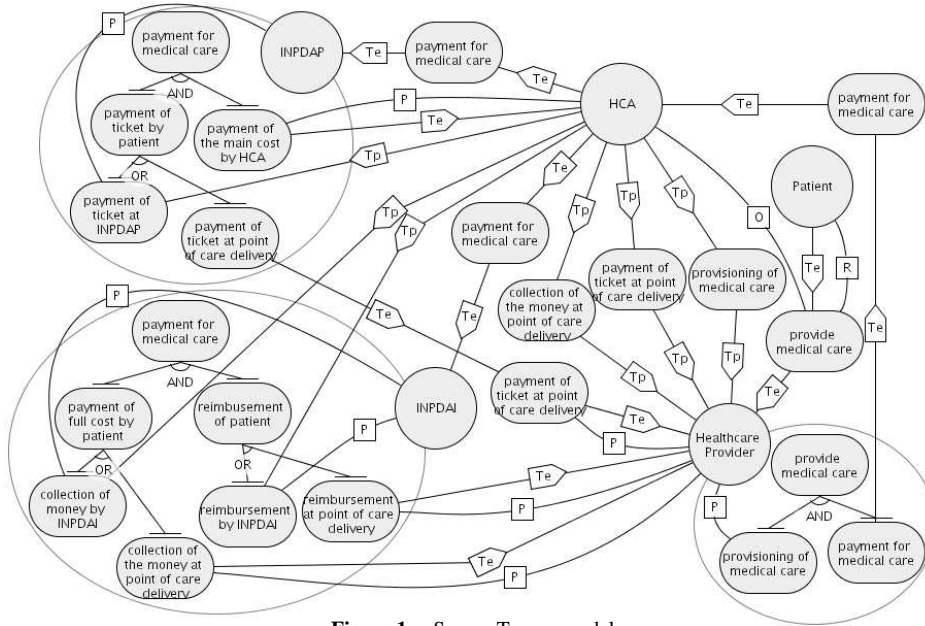 P
payment for
medical care
INPDAP
Te
payment for
medical care
Te
HCA
Te
payment for
medical care
AND
payment of
ticket by
patient
payment of
the main cost
by HCA
P
Te
Tp
OR
payment of
ticket at
INPDAP
payment of
ticket at point
of care delivery
Tp
Tp
Te
payment for
medical care
Te
Tp
Tp
Tp
O
Patient
Te
R
collection of
the money at
point of care
delivery
payment of
ticket at point
of care delivery
provisioning of
medical care
provide
medical care
Te
P
payment for
medical care
AND
payment of
full cost by
patient
reimbusement
of patient
OR
OR
collection of
money by
INPDAI
reimbursement
by INPDAI
reimbursement
at point of care
delivery
collection of
the money at
point of care
delivery
P
INPDAI
Te
payment of
ticket at point
of care delivery
Te
P
Tp
Tp
Tp
Te
Healthcare
Provider
Te
P
Te
P
P
provide
medical care
AND
provisioning of
medical care
payment for
medical care